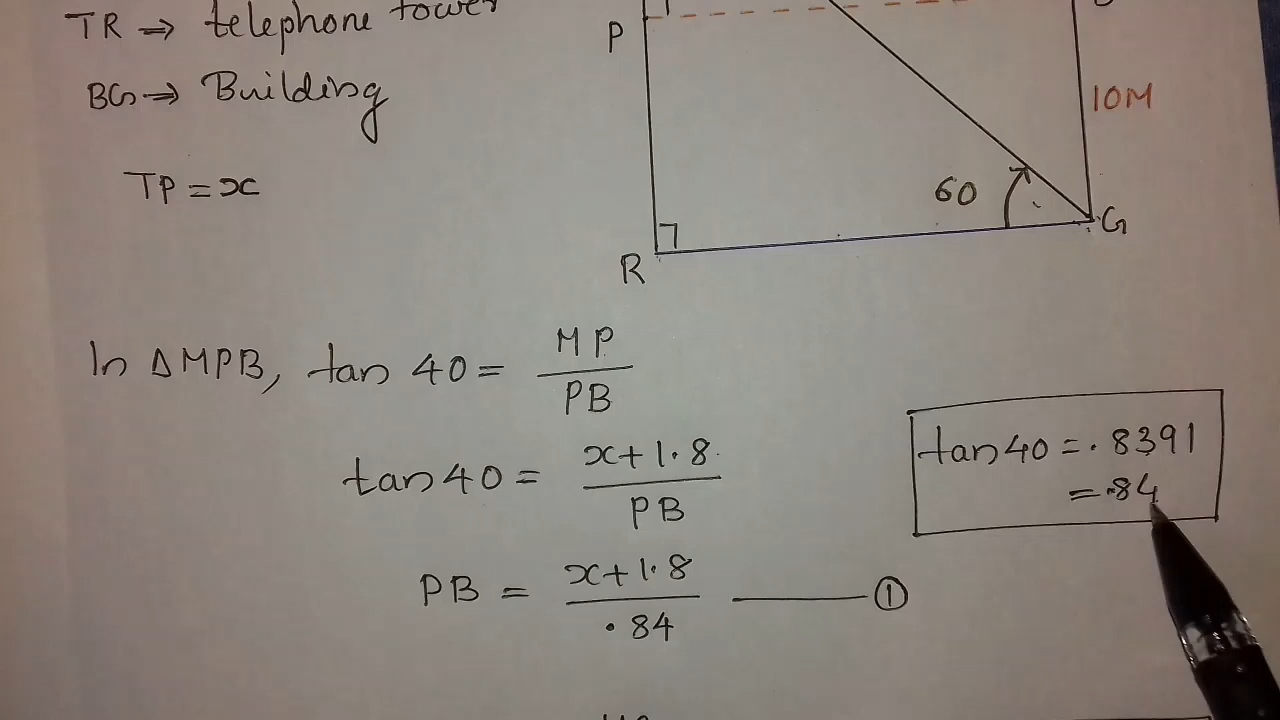 TR ⇒ telephone tower
BG ⇒ Building
TP = x
P
10M
60
G
R
In ΔMPB, tan 40 = MP
PB
tan 40 = x+1.8
PB
tan 40 = .8391
= .84
PB = x+1.8 ①
.84